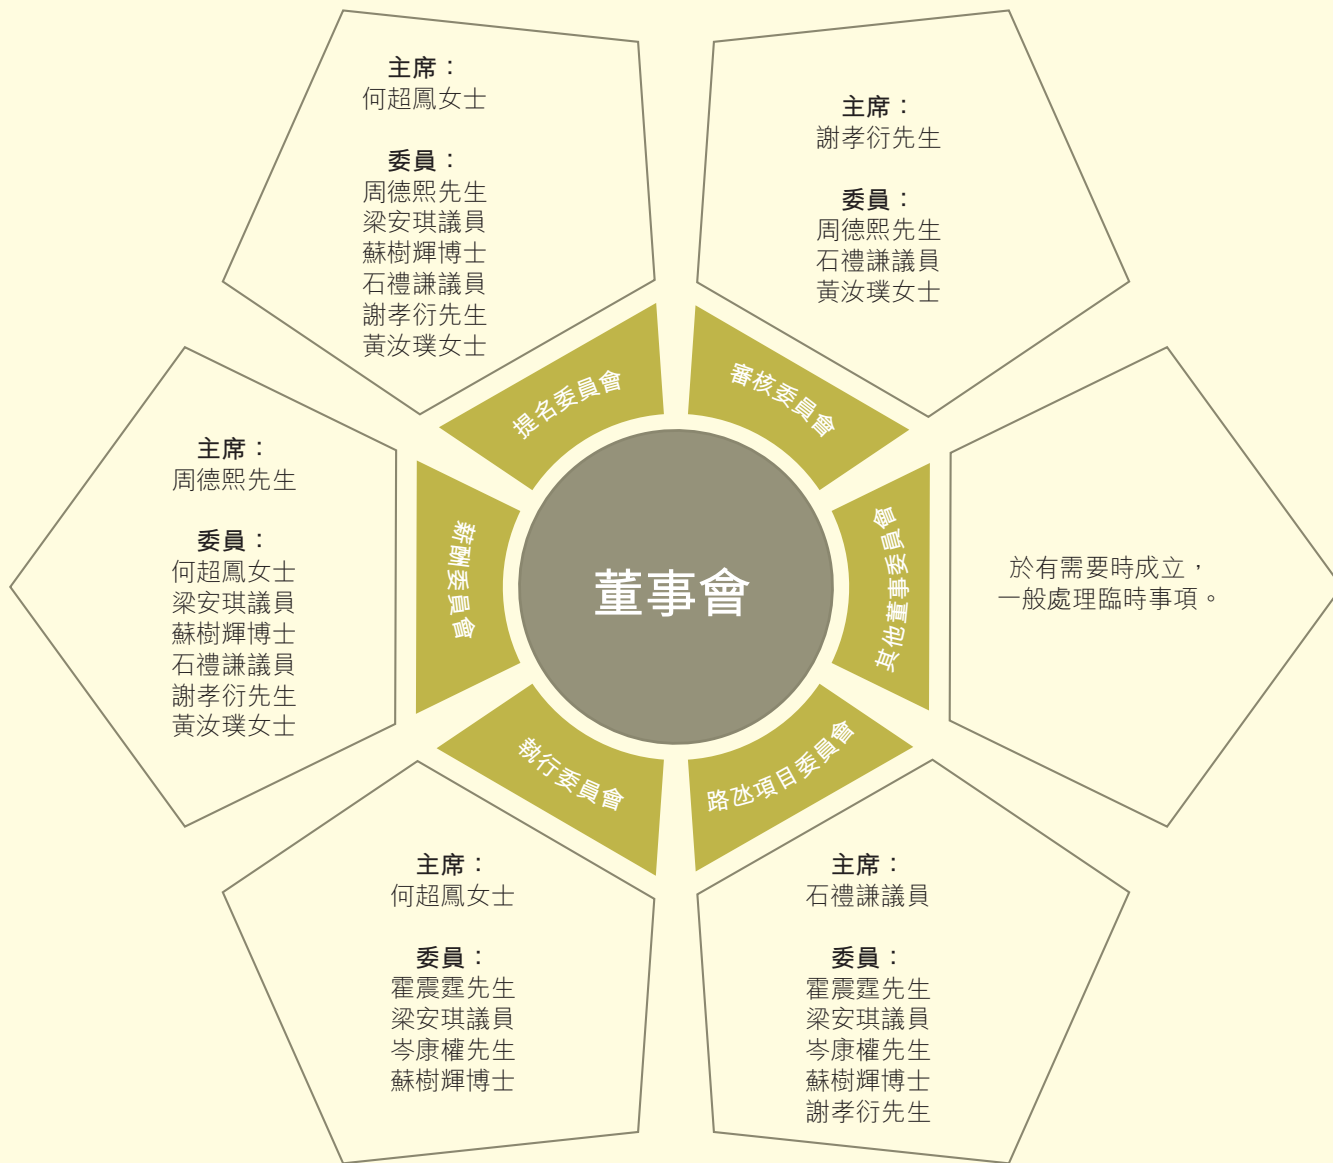 主席：
何超鳳女士
委員：
周德熙先生
梁安琪議員
蘇樹輝博士
石禮謙議員
謝孝衍先生
黃汝璞女士
提名委員會
主席：
謝孝衍先生
委員：
周德熙先生
石禮謙議員
黃汝璞女士
審核委員會
主席：
周德熙先生
委員：
何超鳳女士
梁安琪議員
蘇樹輝博士
石禮謙議員
謝孝衍先生
黃汝璞女士
薪酬委員會
董事會
其他董事委員會
於有需要時成立，
一般處理臨時事項。
執行委員會
主席：
何超鳳女士
委員：
霍震霆先生
梁安琪議員
岑康權先生
蘇樹輝博士
路氹項目委員會
主席：
石禮謙議員
委員：
霍震霆先生
梁安琪議員
岑康權先生
蘇樹輝博士
謝孝衍先生